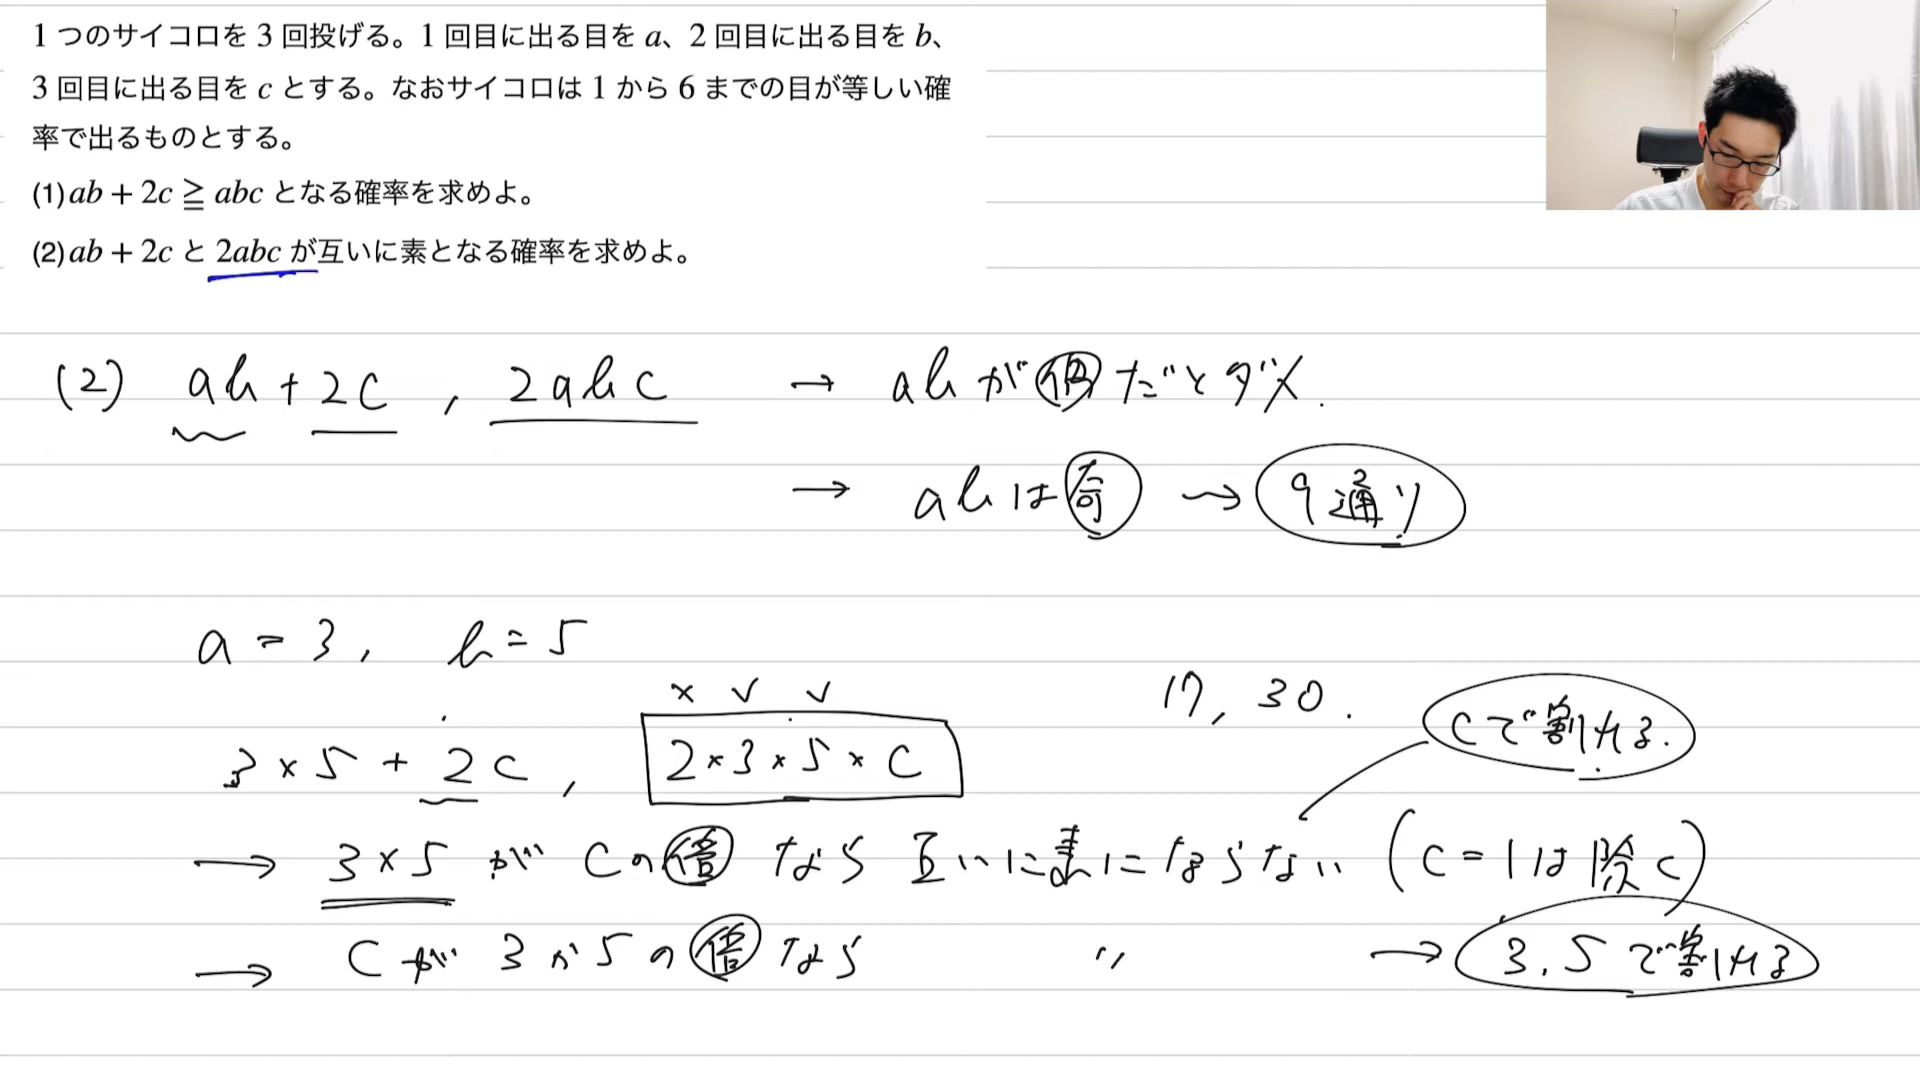 1 つのサイコロを 3 回投げる。1 回目に出る目を a、2 回目に出る目を b、
3 回目に出る目を c とする。なおサイコロは 1 から 6 までの目が等しい確
率で出るものとする。
(1) ab + 2c ≧ abc となる確率を求めよ。
(2) ab + 2c と 2abc が互いに素となる確率を求めよ。
(2) ab + 2c , 2abc → abが偶だとダメ.
→ abは奇 → 9通り
a = 3, b = 5
× ✓ ✓
17, 30.
cで割れる.
3 × 5 + 2c , 2×3×5×c
→ 3×5 が cの倍 なら 互いに素にならない (c=1は除く)
→ cが 3か5の倍 なら 〃 → 3.5で割れる